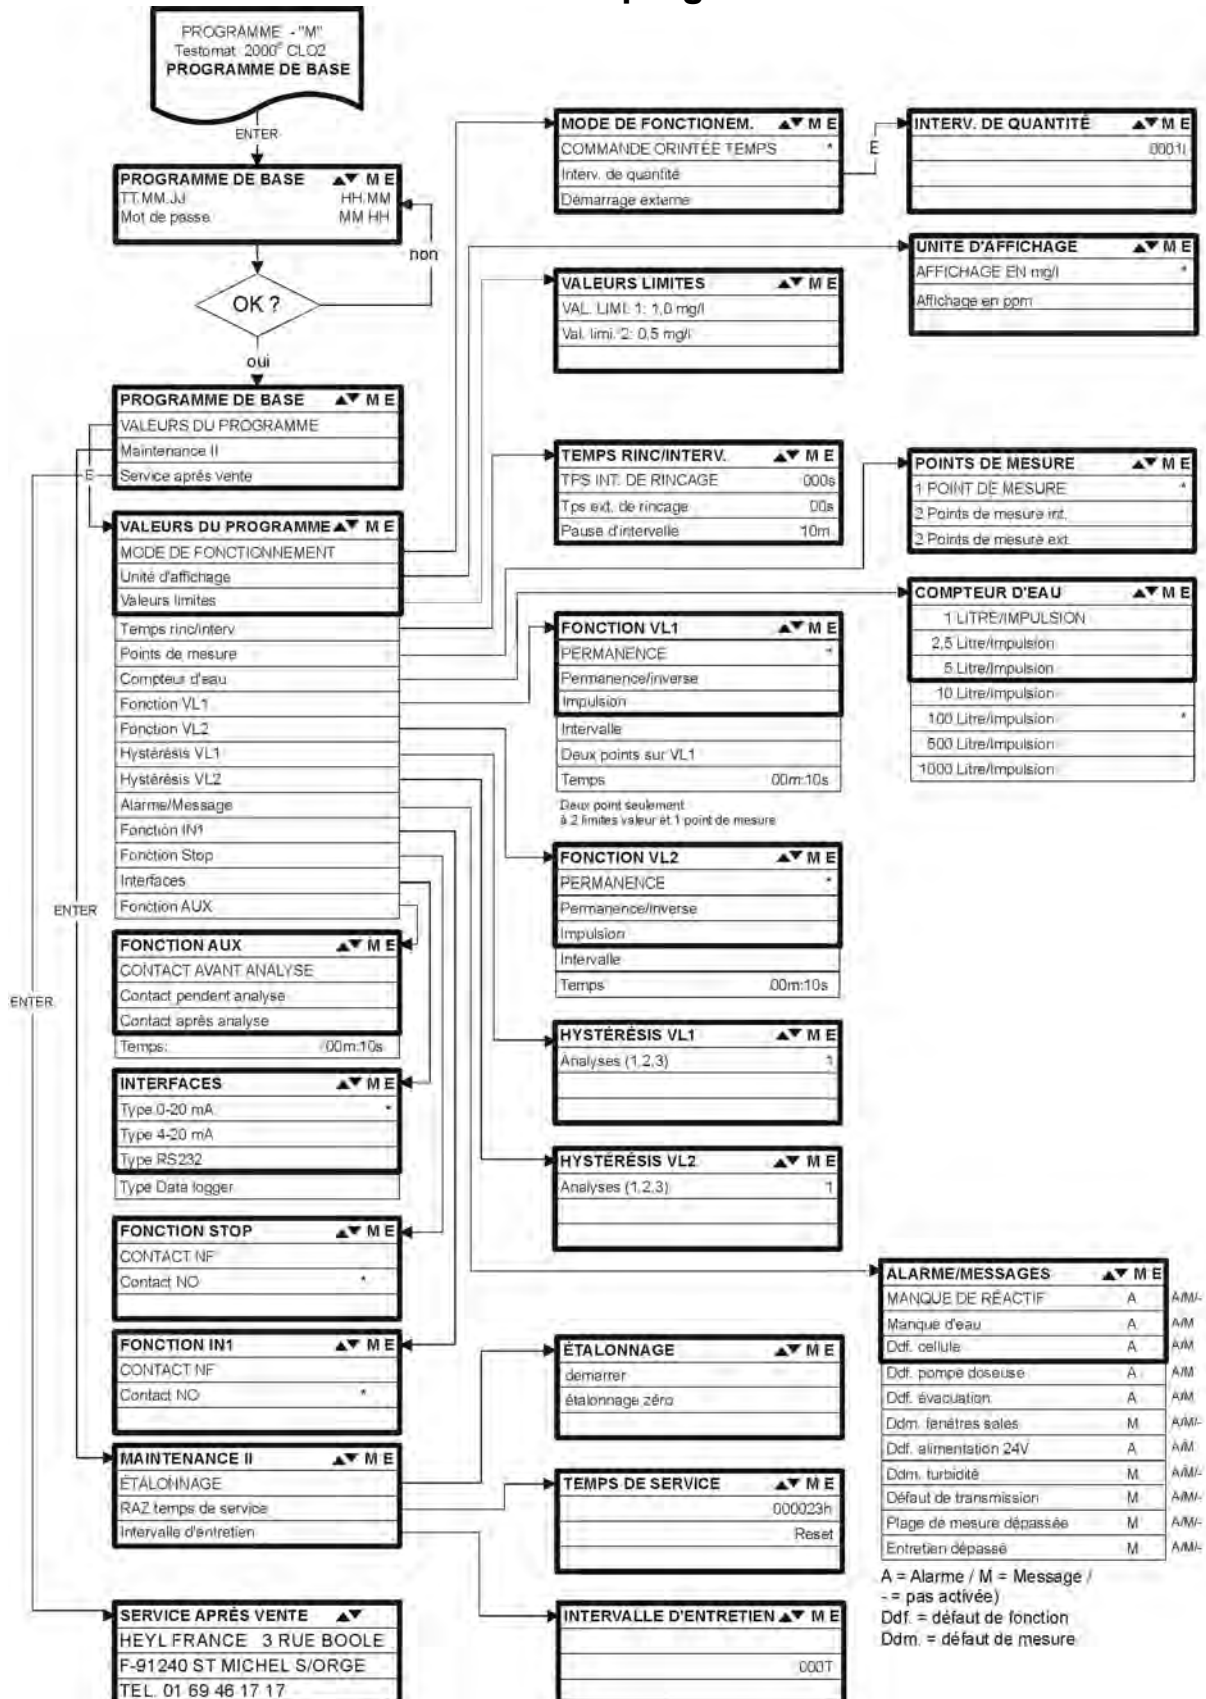 PROGRAMME - "M"
Testomat 2000® CLO2
PROGRAMME DE BASE
ENTER
PROGRAMME DE BASE ▲▼ M E
TT.MM.JJ HH:MM
Mot de passe MM HH
non
OK ?
oui
PROGRAMME DE BASE ▲▼ M E
VALEURS DU PROGRAMME
Maintenance II
Service aprés vente
E
VALEURS DU PROGRAMME ▲▼ M E
MODE DE FONCTIONNEMENT
Unité d'affichage
Valeurs limites
Temps rinc/interv
Points de mesure
Compteur d'eau
Fonction VL1
Fonction VL2
Hystérésis VL1
Hystérésis VL2
Alarme/Message
Fonction IN1
Fonction Stop
Interfaces
Fonction AUX
ENTER
ENTER
FONCTION AUX ▲▼ M E
CONTACT AVANT ANALYSE
Contact pendent analyse
Contact après analyse
Temps: 00m:10s
INTERFACES ▲▼ M E
Type 0-20 mA *
Type 4-20 mA
Type RS232
Type Data logger
FONCTION STOP ▲▼ M E
CONTACT NF
Contact NO *
FONCTION IN1 ▲▼ M E
CONTACT NF
Contact NO *
MAINTENANCE II ▲▼ M E
ÉTALONNAGE
RAZ temps de service
Intervalle d'entretien
SERVICE APRÈS VENTE ▲▼
HEYL FRANCE 3 RUE BOOLE
F-91240 ST MICHEL S/ORGE
TEL. 01 69 46 17 17
MODE DE FONCTIONEM. ▲▼ M E
COMMANDE ORINTÉE TEMPS *
Interv. de quantité
Démarrage externe
E
INTERV. DE QUANTITÉ ▲▼ M E
0001l
UNITE D'AFFICHAGE ▲▼ M E
AFFICHAGE EN mg/l *
Affichage en ppm
VALEURS LIMITES ▲▼ M E
VAL. LIMI. 1: 1,0 mg/l
Val. limi. 2: 0,5 mg/l
TEMPS RINC/INTERV. ▲▼ M E
TPS INT. DE RINCAGE 000s
Tps ext. de rincage 00s
Pause d'intervalle 10m
POINTS DE MESURE ▲▼ M E
1 POINT DE MESURE *
2 Points de mesure int.
2 Points de mesure ext.
COMPTEUR D'EAU ▲▼ M E
1 LITRE/IMPULSION
2,5 Litre/Impulsion
5 Litre/Impulsion
10 Litre/Impulsion
100 Litre/Impulsion *
500 Litre/Impulsion
1000 Litre/Impulsion
FONCTION VL1 ▲▼ M E
PERMANENCE *
Permanence/inverse
Impulsion
Intervalle
Deux points sur VL1
Temps 00m:10s
Deux point seulement
à 2 limites valeur et 1 point de mesure
FONCTION VL2 ▲▼ M E
PERMANENCE *
Permanence/inverse
Impulsion
Intervalle
Temps 00m:10s
HYSTÉRÉSIS VL1 ▲▼ M E
Analyses (1,2,3) 1
HYSTÉRÉSIS VL2 ▲▼ M E
Analyses (1,2,3) 1
ALARME/MESSAGES ▲▼ M E
MANQUE DE RÉACTIF A A/M/-
Manque d'eau A A/M
Ddf. cellule A A/M
Ddf. pompe doseuse A A/M
Ddf. évacuation A A/M
Ddm. fenêtres sales M A/M/-
Ddf. alimentation 24V A A/M
Ddm. turbidité M A/M/-
Défaut de transmission M A/M/-
Plage de mesure dépassée M A/M/-
Entretien dépassé M A/M/-
A = Alarme / M = Message /
- = pas activée)
Ddf. = défaut de fonction
Ddm. = défaut de mesure
ÉTALONNAGE ▲▼ M E
demarrer
étalonnage zéro
TEMPS DE SERVICE ▲▼ M E
000023h
Reset
INTERVALLE D'ENTRETIEN ▲▼ M E
000T